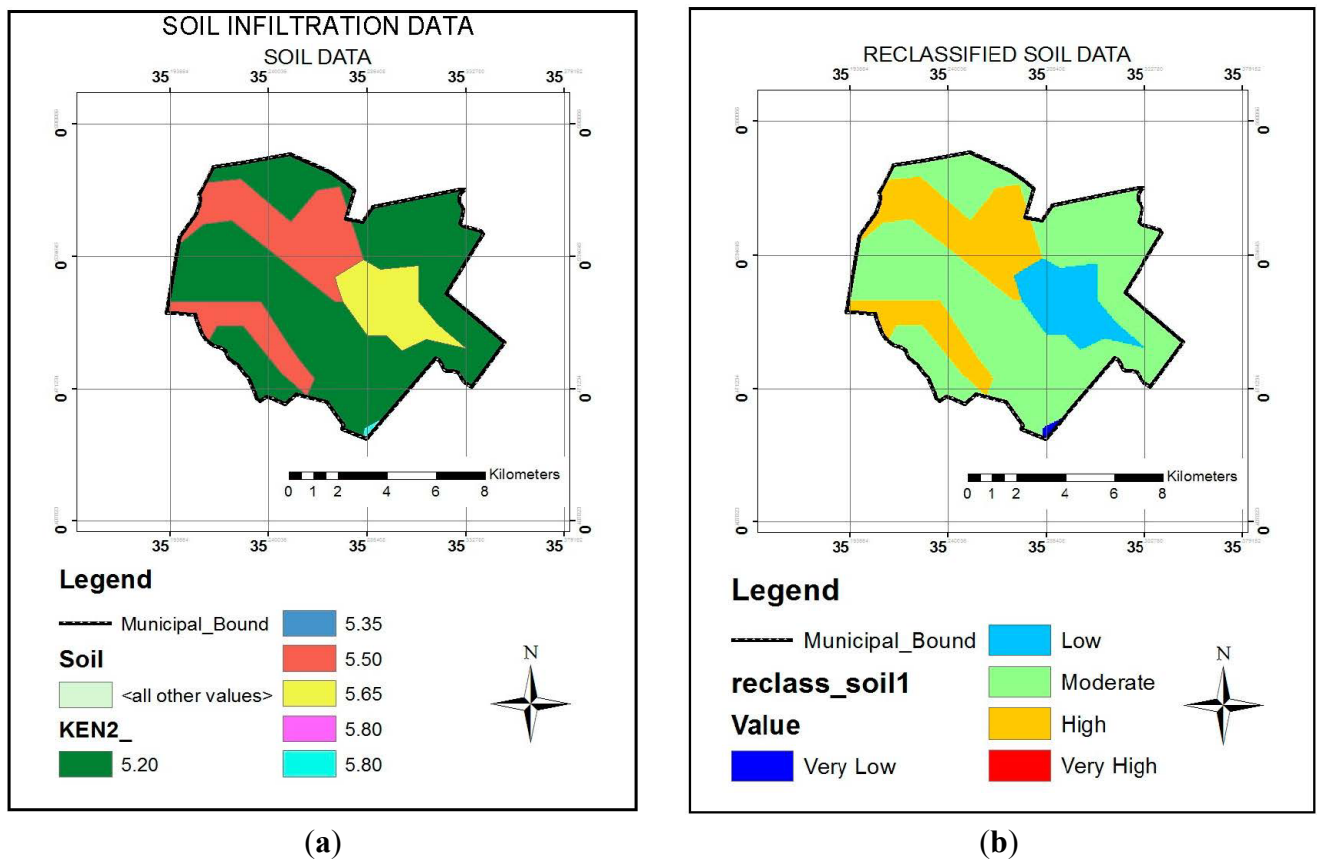 SOIL INFILTRATION DATA
SOIL DATA
35 35 35 35 35
0 0
0 0
0 0
0 0
Kilometers
0 1 2 4 6 8
35 35 35 35 35
Legend
Municipal_Bound
Soil
<all other values>
KEN2_
5.20
5.35
5.50
5.65
5.80
5.80
N
(a)
RECLASSIFIED SOIL DATA
35 35 35 35 35
0 0
0 0
0 0
0 0
Kilometers
0 1 2 4 6 8
35 35 35 35 35
Legend
Municipal_Bound
reclass_soil1
Value
Very Low
Low
Moderate
High
Very High
N
(b)